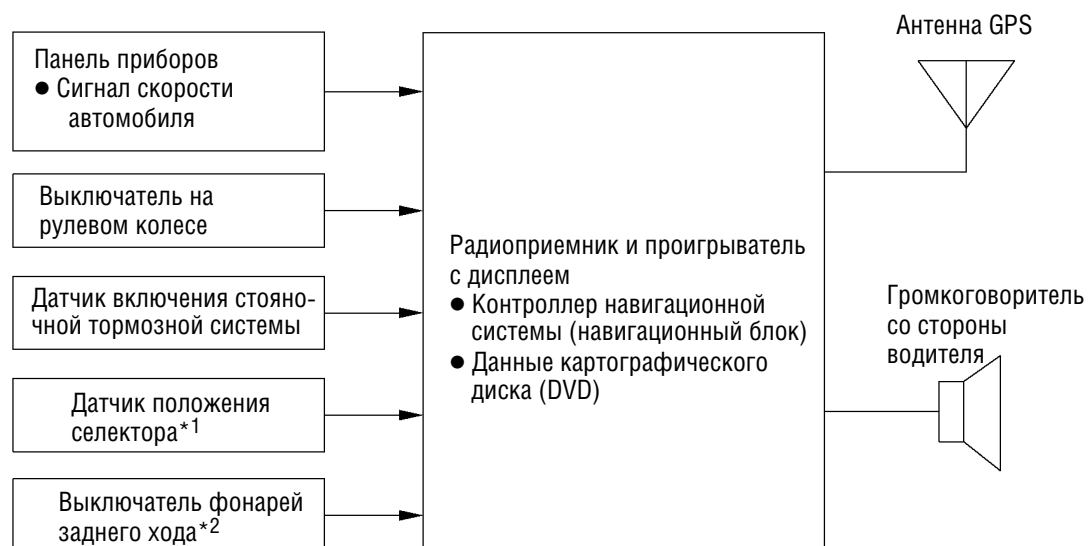 Антенна GPS
Панель приборов
● Сигнал скорости
автомобиля
Выключатель на
рулевом колесе
Датчик включения стояно-
чной тормозной системы
Датчик положения
селектора*1
Выключатель фонарей
заднего хода*2
Радиоприемник и проигрыватель
с дисплеем
● Контроллер навигационной
системы (навигационный блок)
● Данные картографического
диска (DVD)
Громкоговоритель
со стороны
водителя